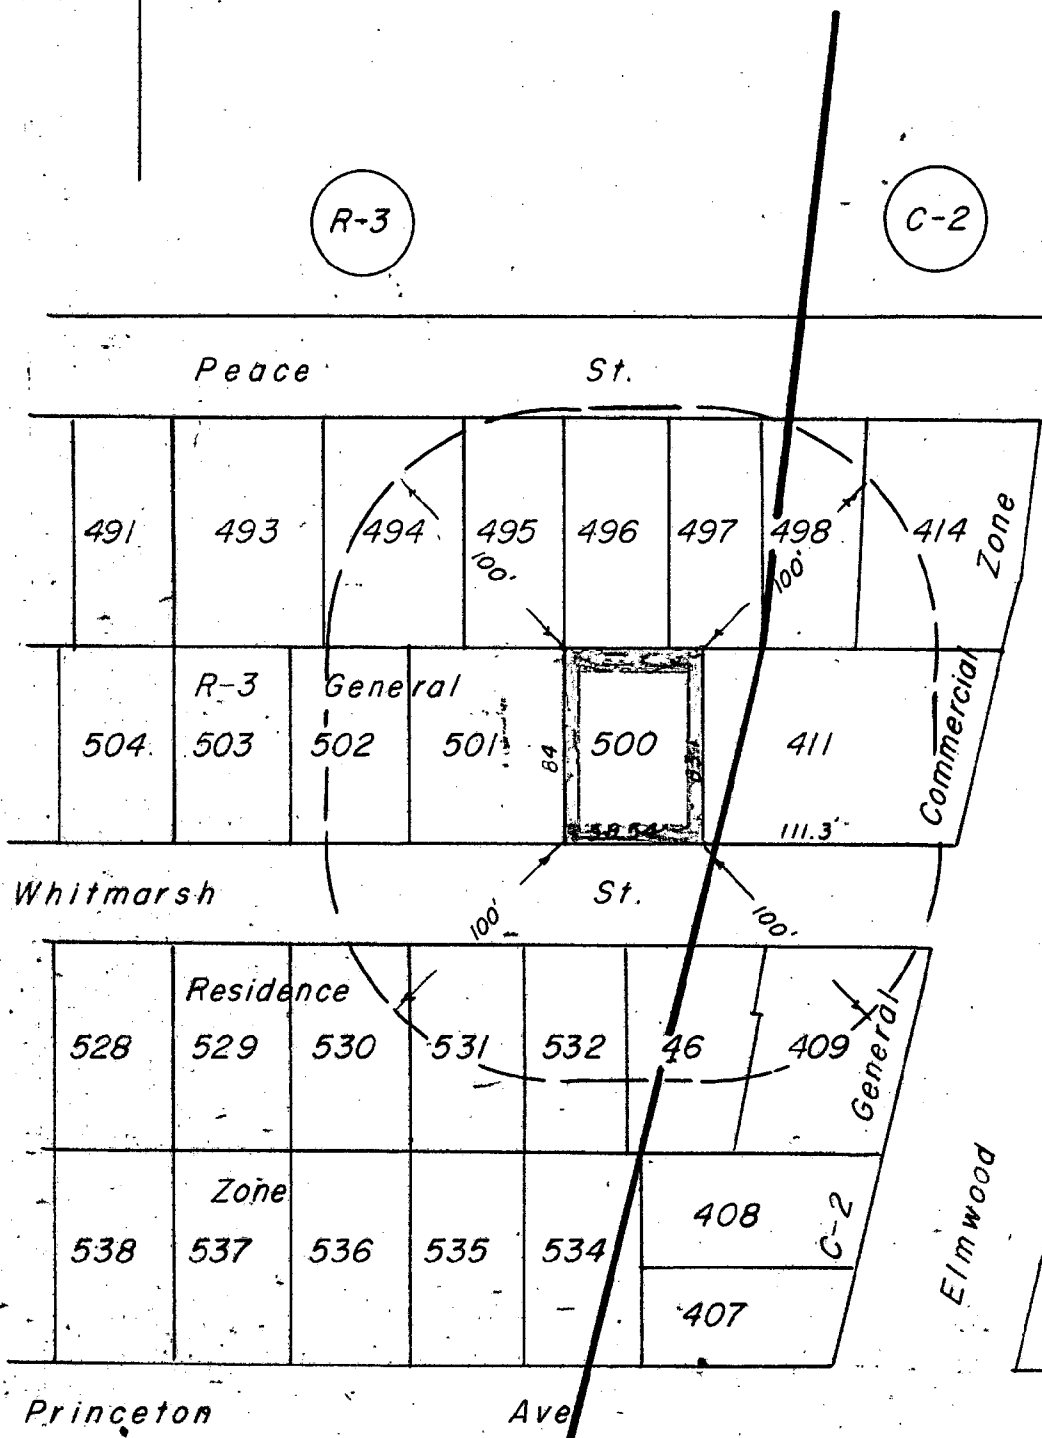 R-3
C-2
Peace St.
491 493 494 495 496 497 498 414
Zone
100'
100'
R-3 General
504 503 502 501 500 411
84
111.3'
Commercial
Whitmarsh St.
100'
100'
Residence
528 529 530 531 532 46 409
General
Zone
408
C-2
538 537 536 535 534
407
Elmwood
Princeton Ave